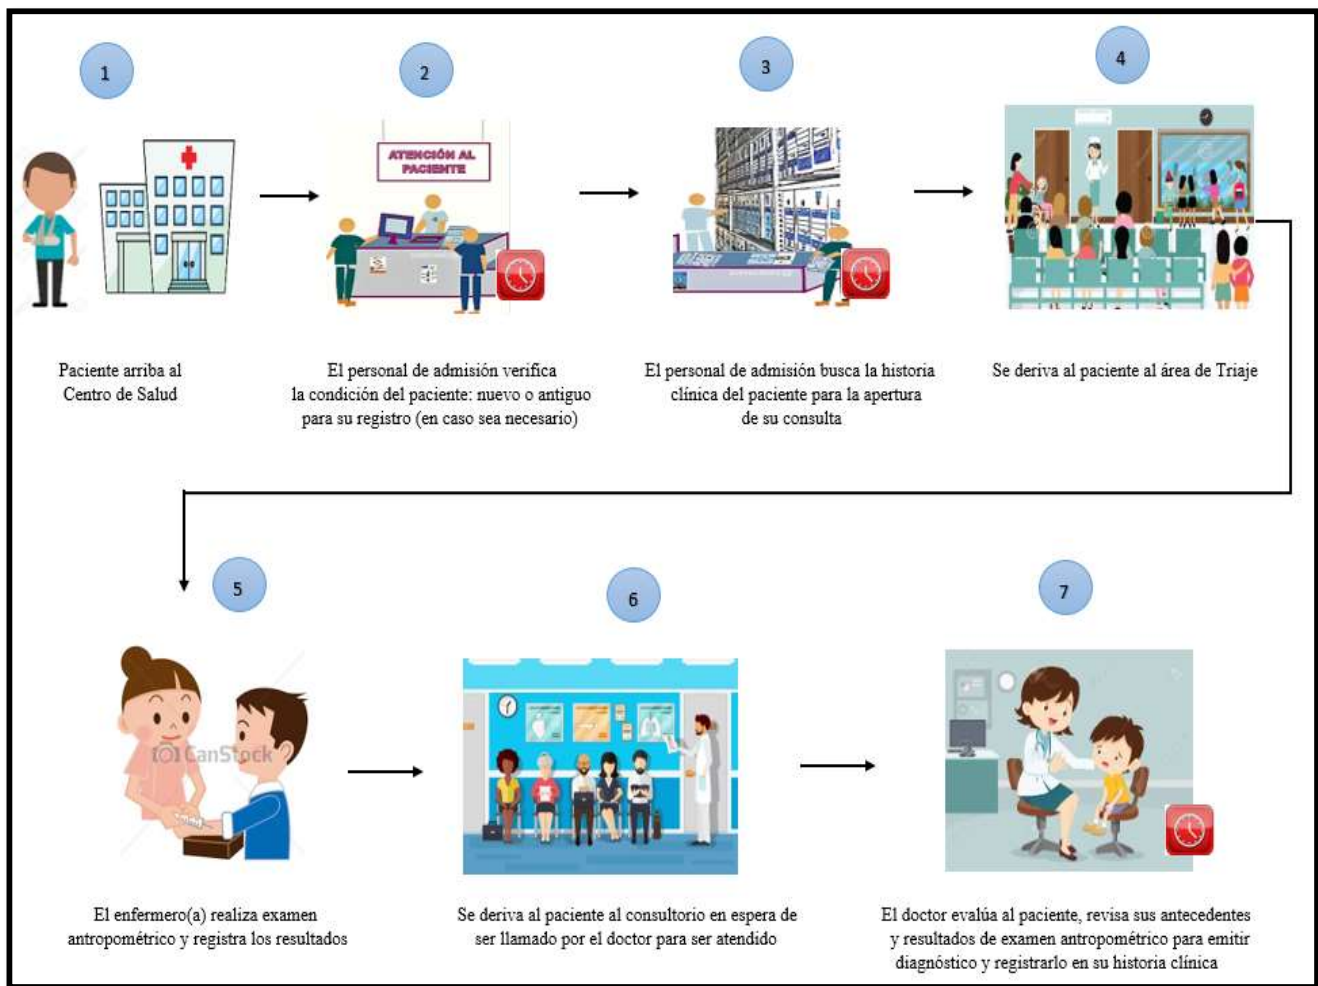 1
2
3
4
ATENCIÓN AL
PACIENTE
Paciente arriba al
Centro de Salud
El personal de admisión verifica
la condición del paciente: nuevo o antiguo
para su registro (en caso sea necesario)
El personal de admisión busca la historia
clínica del paciente para la apertura
de su consulta
Se deriva al paciente al área de Triaje
5
6
7
CanStock
El enfermero(a) realiza examen
antropométrico y registra los resultados
Se deriva al paciente al consultorio en espera de
ser llamado por el doctor para ser atendido
El doctor evalúa al paciente, revisa sus antecedentes
y resultados de examen antropométrico para emitir
diagnóstico y registrarlo en su historia clínica